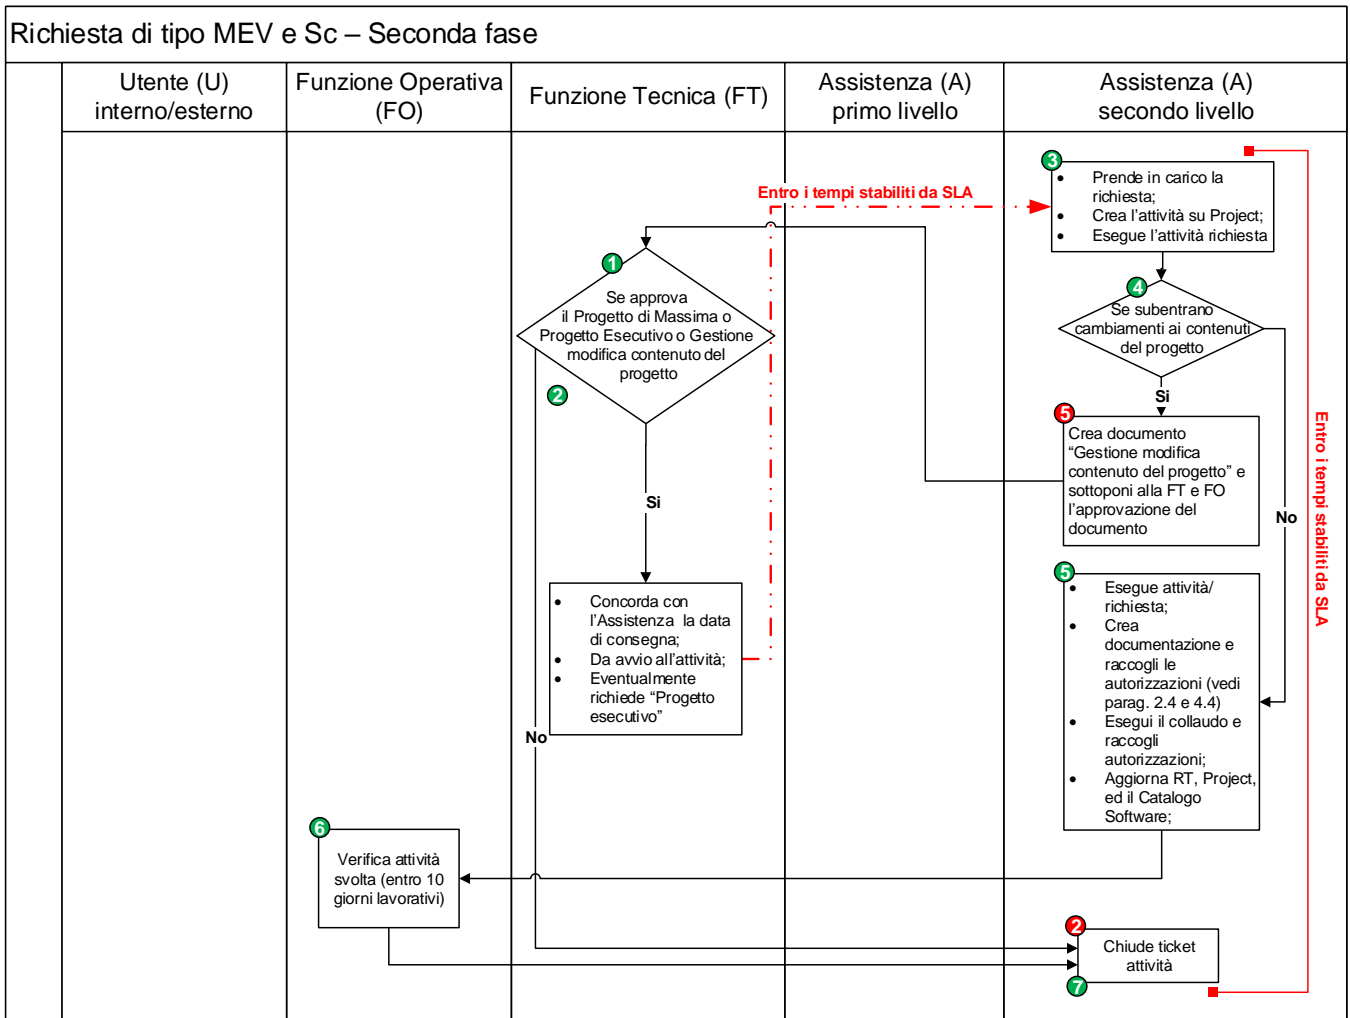 Richiesta di tipo MEV e Sc – Seconda fase
Utente (U)
interno/esterno
Funzione Operativa
(FO)
Funzione Tecnica (FT)
Assistenza (A)
primo livello
Assistenza (A)
secondo livello
3
• Prende in carico la
richiesta;
• Crea l'attività su Project;
• Esegue l'attività richiesta
Entro i tempi stabiliti da SLA
1
Se approva
il Progetto di Massima o
Progetto Esecutivo o Gestione
modifica contenuto del
progetto
2
4
Se subentrano
cambiamenti ai contenuti
del progetto
Si
5
Crea documento
“Gestione modifica
contenuto del progetto” e
sottoponi alla FT e FO
l'approvazione del
documento
No
Entro i tempi stabiliti da SLA
Si
• Concorda con
l'Assistenza la data
di consegna;
• Da avvio all'attività;
• Eventualmente
richiede “Progetto
esecutivo”
No
5
• Esegue attività/
richiesta;
• Crea
documentazione e
raccogli le
autorizzazioni (vedi
parag. 2.4 e 4.4)
• Esegui il collaudo e
raccogli
autorizzazioni;
• Aggiorna RT, Project,
ed il Catalogo
Software;
6
Verifica attività
svolta (entro 10
giorni lavorativi)
2
Chiude ticket
attività
7